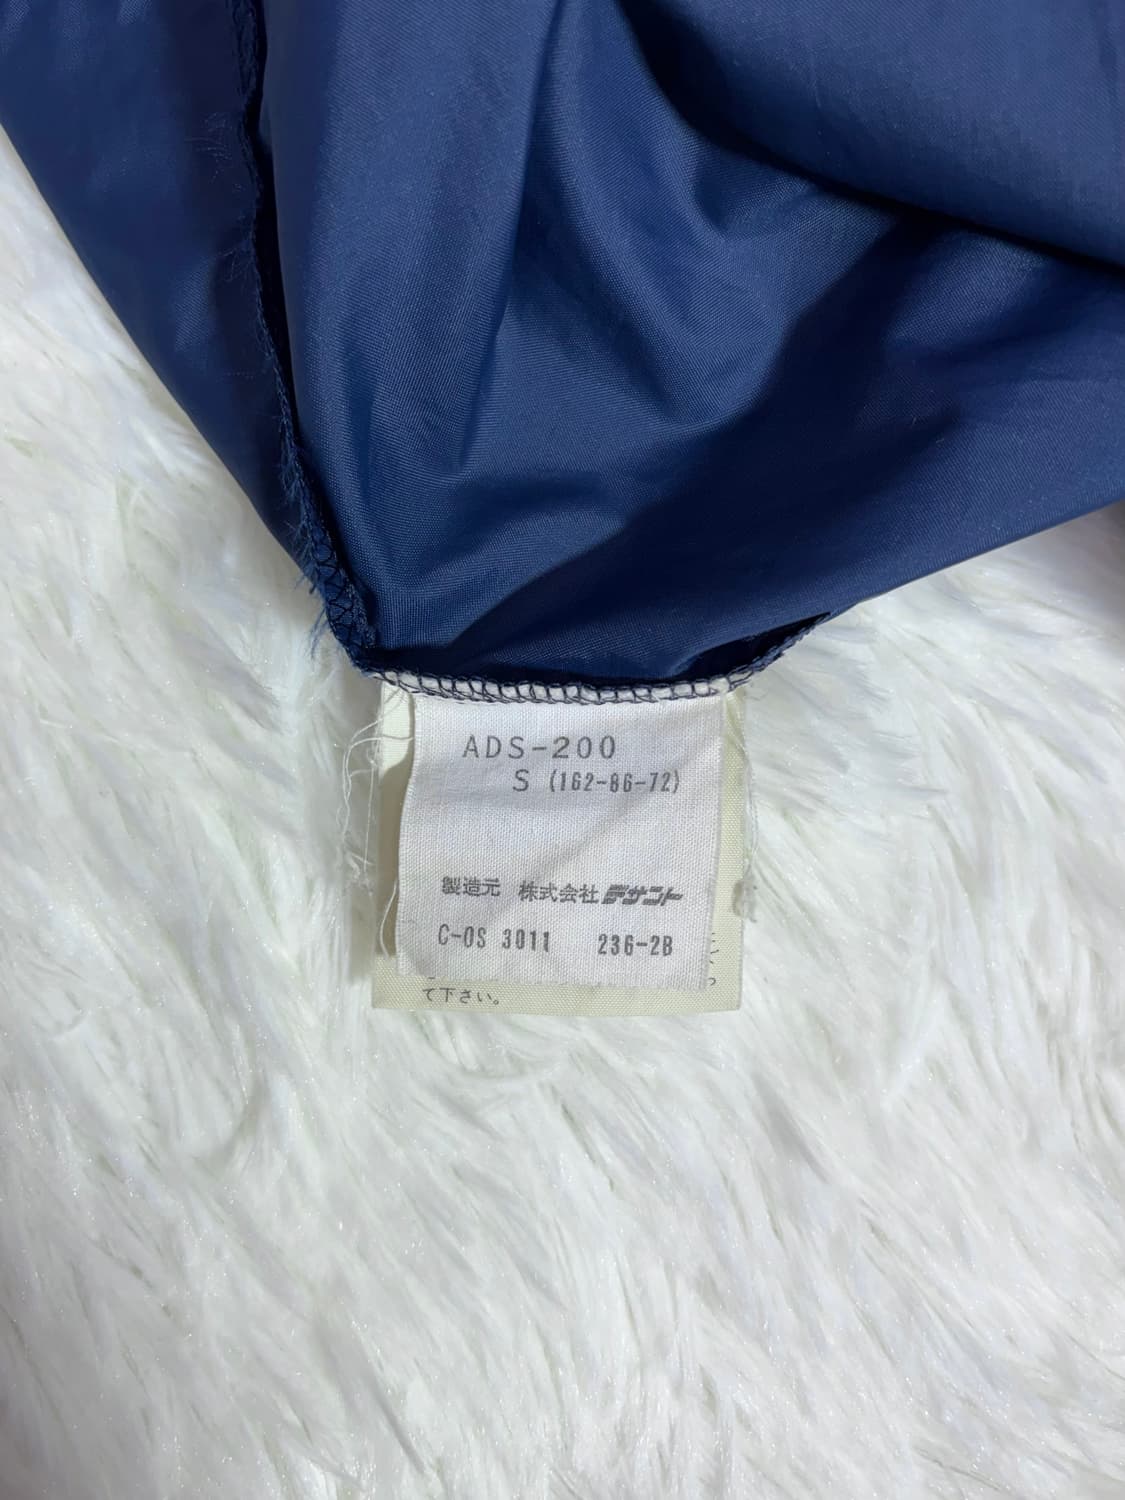 ADS-200
S (162-86-72)
製造元 株式会社デサント
C-OS 3011 236-2B
て下さい。